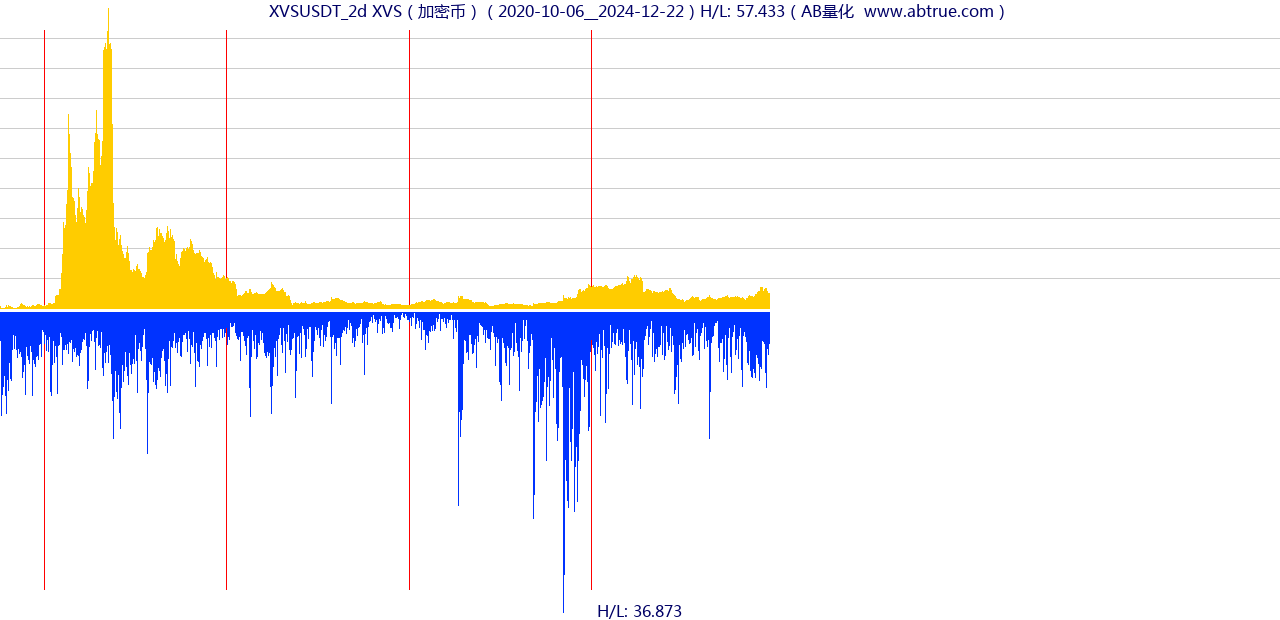 XVSUSDT_2d XVS（加密币）（2020-10-06__2024-12-22）H/L: 57.433（AB量化  www.abtrue.com）
H/L: 36.873